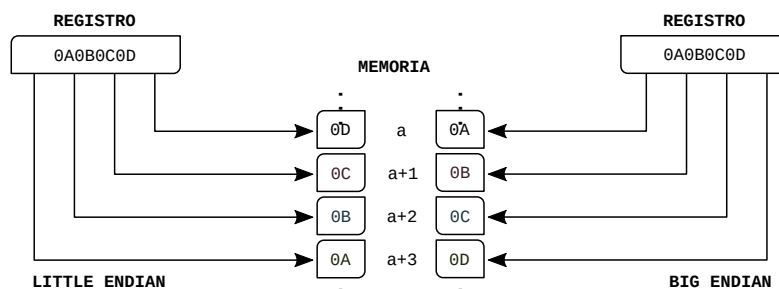 REGISTRO REGISTRO
0A0B0C0D 0A0B0C0D
MEMORIA
0D a 0A
0C a+1 0B
0B a+2 0C
0A a+3 0D
LITTLE ENDIAN BIG ENDIAN